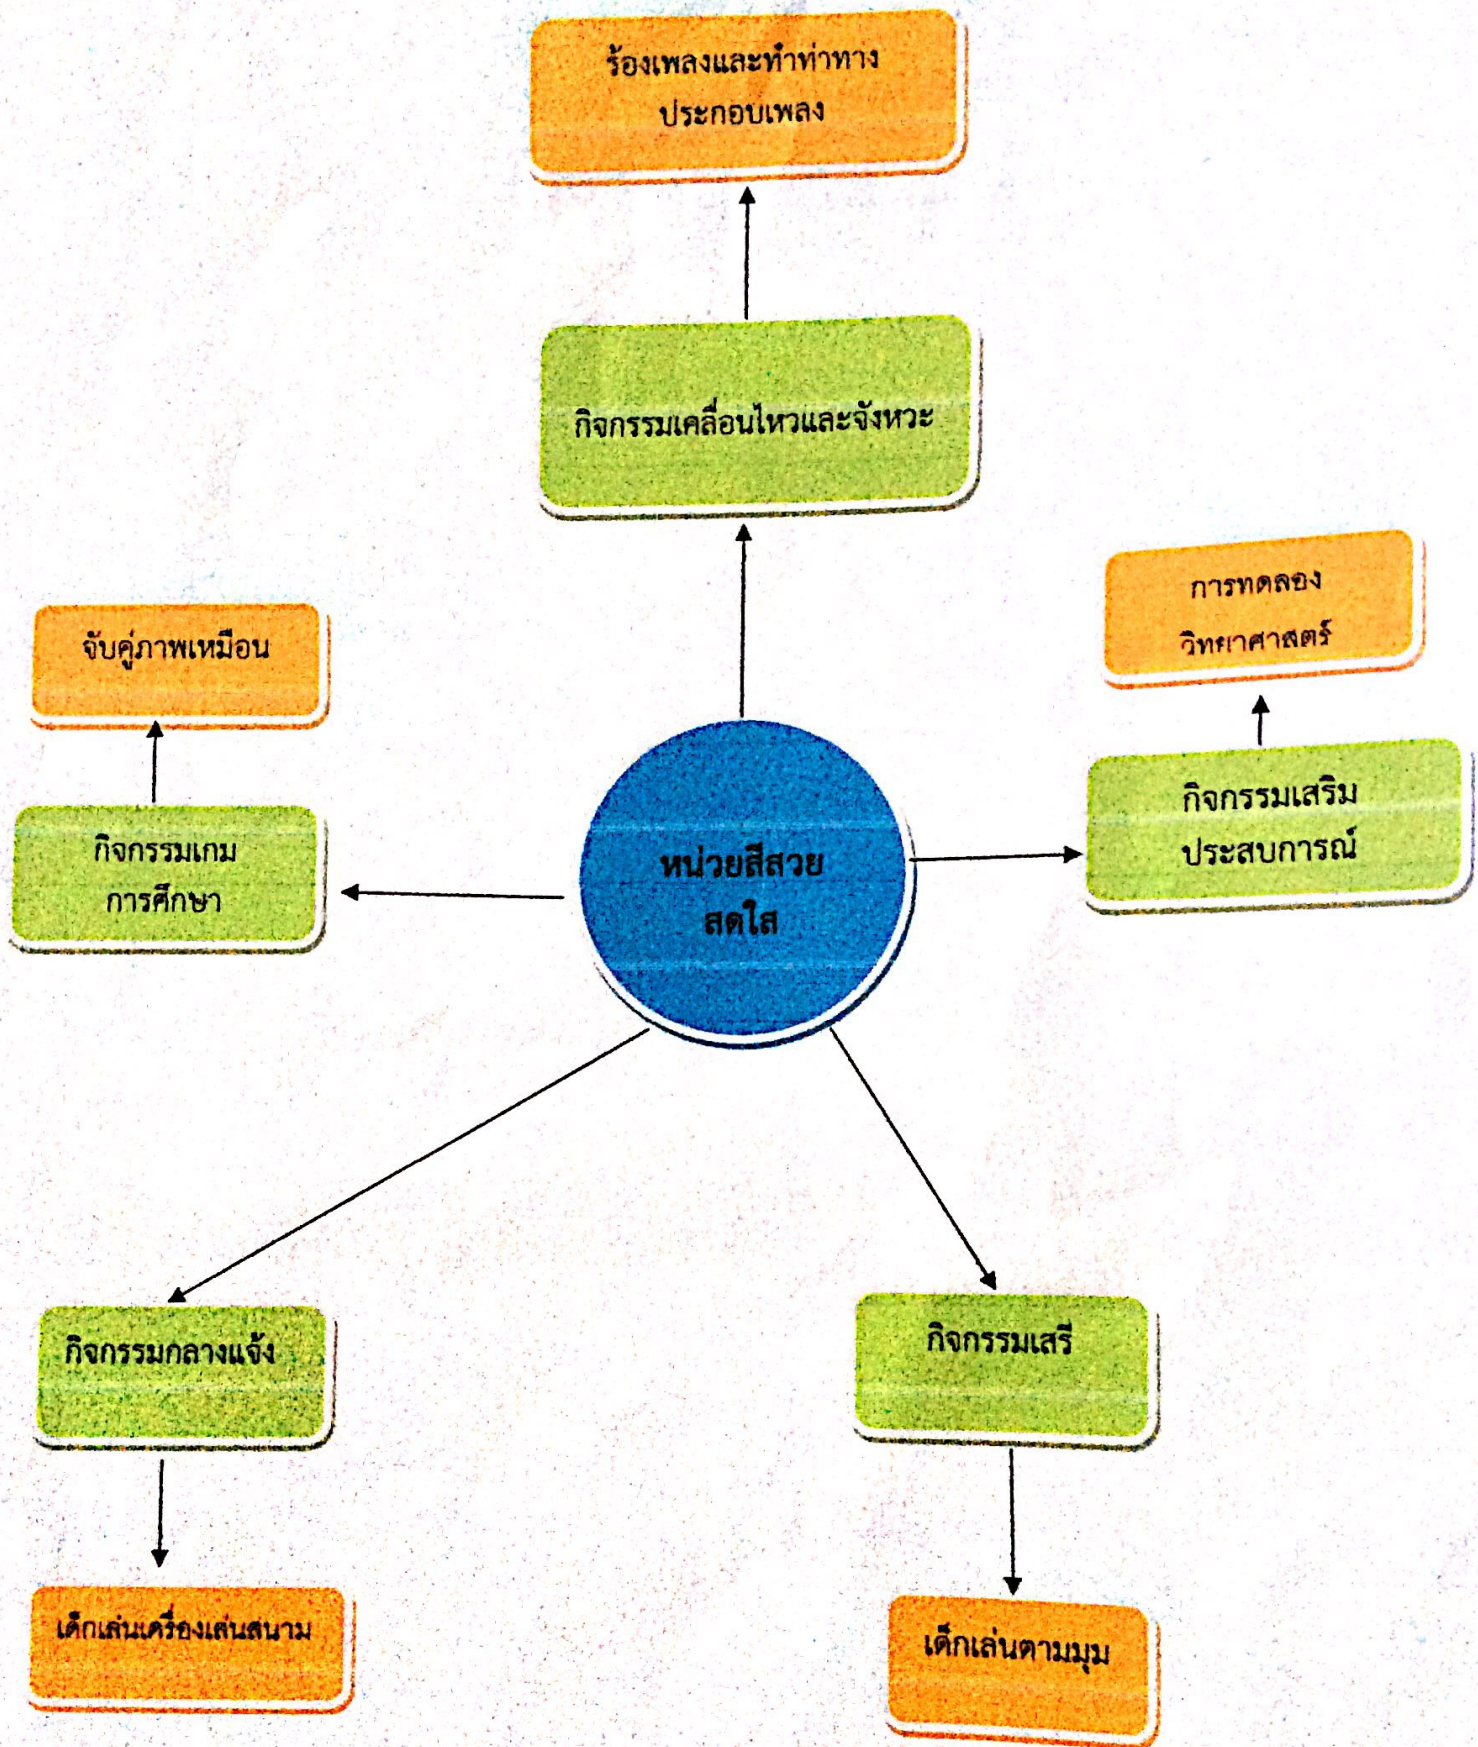 ร้องเพลงและทำท่าทาง
ประกอบเพลง
กิจกรรมเคลื่อนไหวและจังหวะ
จับคู่ภาพเหมือน
กิจกรรมเกม
การศึกษา
การทดลอง
วิทยาศาสตร์
กิจกรรมเสริม
ประสบการณ์
หน่วยสีสวย
สดใส
กิจกรรมกลางแจ้ง
เด็กเล่นเครื่องเล่นสนาม
กิจกรรมเสรี
เด็กเล่นตามมุม